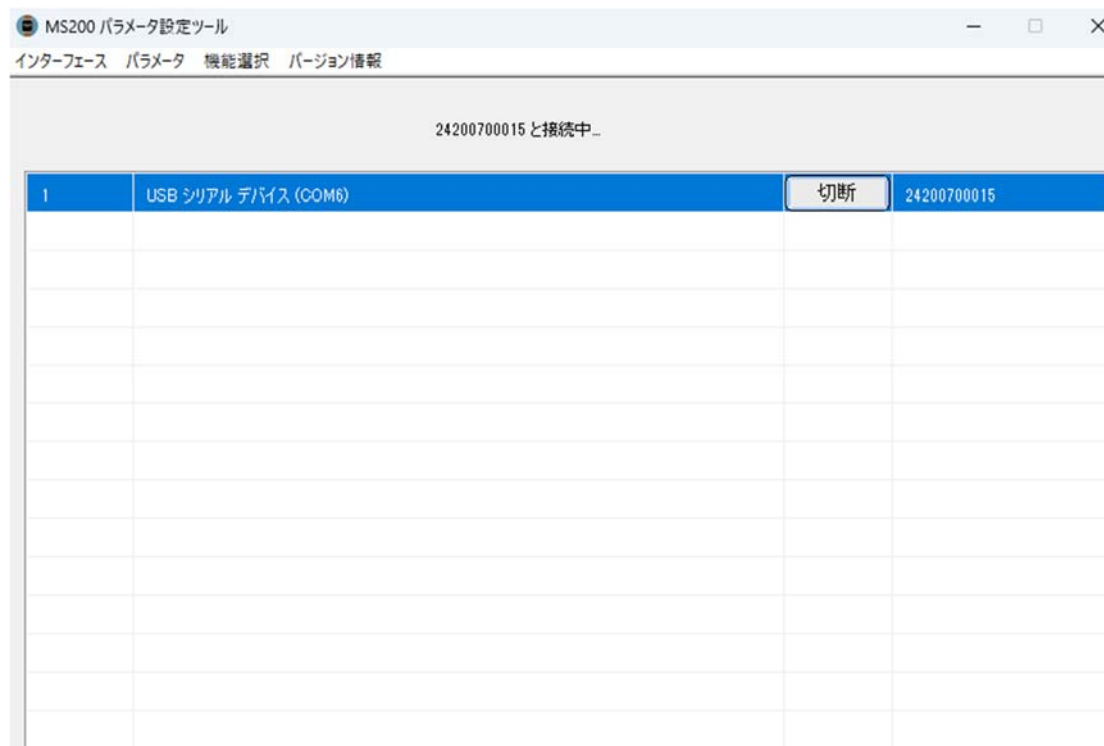 MS200 パラメータ設定ツール
インターフェース パラメータ 機能選択 バージョン情報
24200700015 と接続中...
1 USB シリアル デバイス (COM6) 切断 24200700015